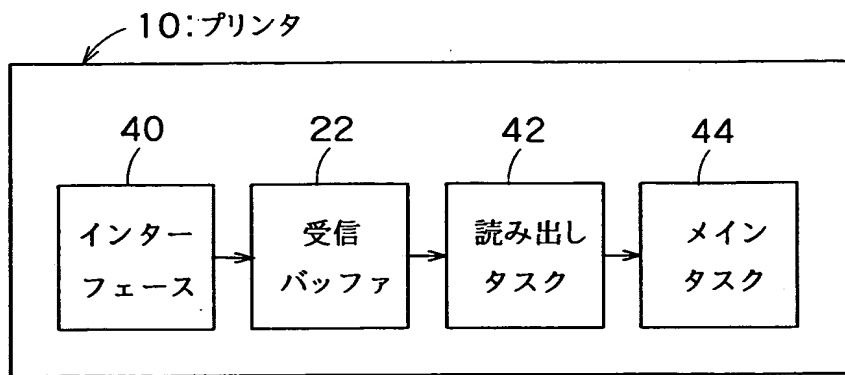 10:プリンタ
40
22
42
44
インター
フェース
受信
バッファ
読み出し
タスク
メイン
タスク